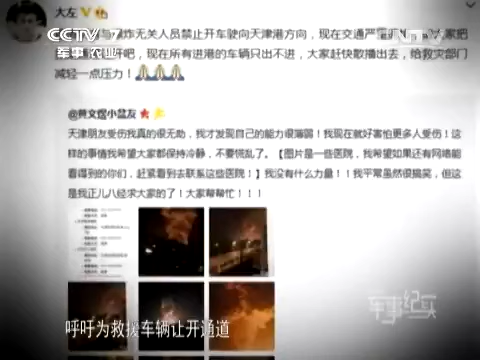 大左
CCTV 7
军事·农业
炸无关人员禁止开车驶向天津港方向，现在交通严
吧，现在所有进港的车辆只出不进，大家赶快散播出去，给救灾部门
减轻一点压力！
@黄文煜小盆友
天津朋友受伤我真的很无助，我才发现自己的能力很薄弱！我现在就好害怕更多人受伤！这
样的事情我希望大家都保持冷静，不要慌乱了。【图片是一些医院，我希望如果还有网络能
看得到的你们，赶紧看到去联系这些医院！】我没有什么力量！！我平常虽然很搞笑，但这
是我正儿八经求大家的了！大家帮帮忙！！！
军事纪实
呼吁为救援车辆让开通道